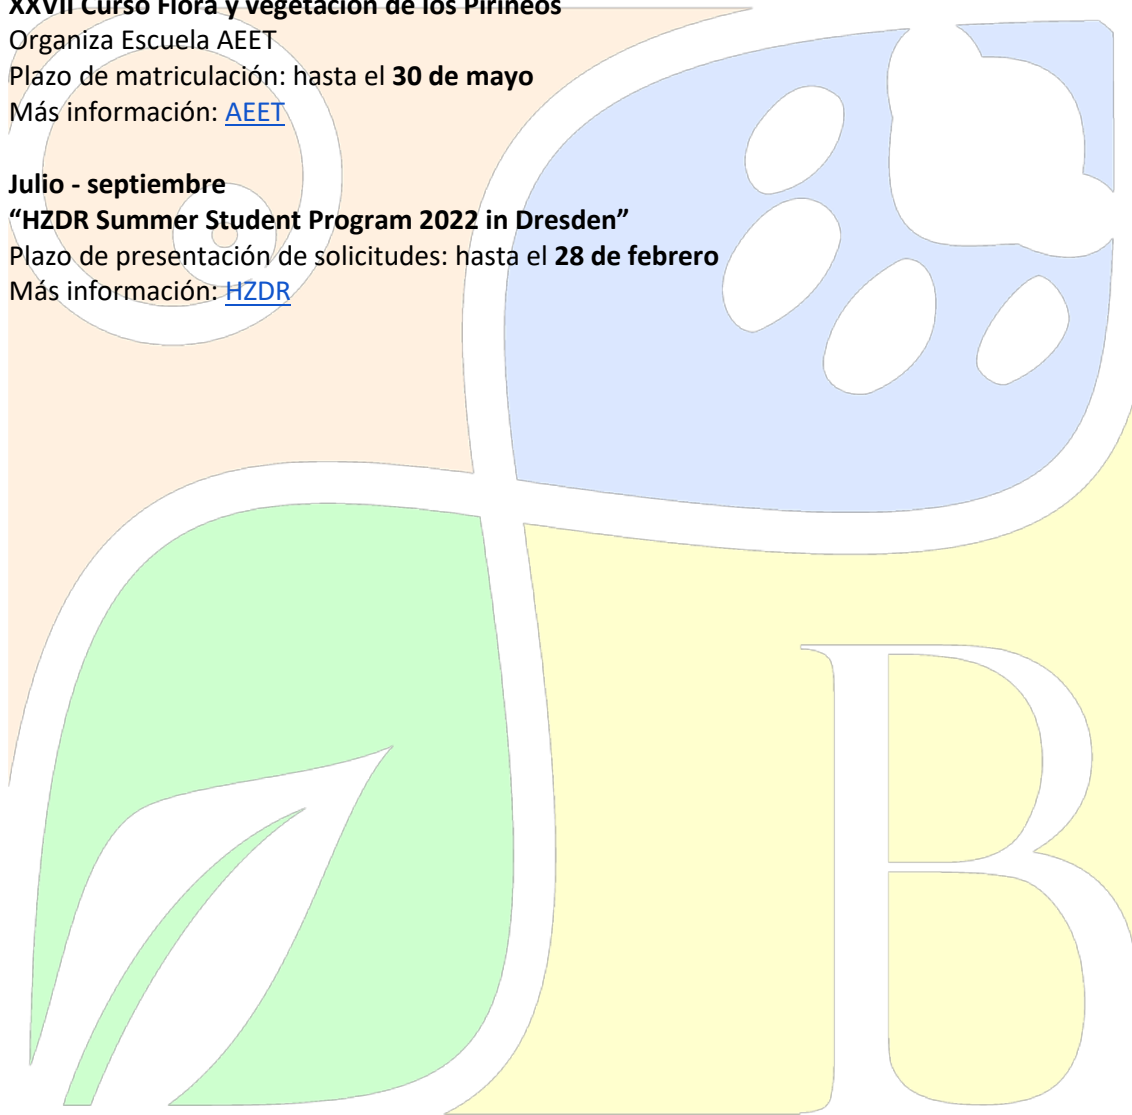 XXVII Curso Flora y vegetación de los Pirineos
Organiza Escuela AEET
Plazo de matriculación: hasta el 30 de mayo
Más información: AEET
Julio - septiembre
“HZDR Summer Student Program 2022 in Dresden”
Plazo de presentación de solicitudes: hasta el 28 de febrero
Más información: HZDR
B